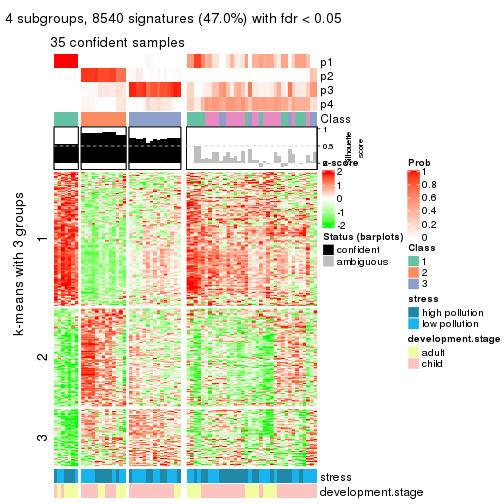 4 subgroups, 8540 signatures (47.0%) with fdr < 0.05
35 confident samples
p1
p2
p3
p4
Class
1
0.5
0
Silhouette
score
k-means with 3 groups
1
2
3
z-score
2
1
0
-1
-2
Status (barplots)
confident
ambiguous
Prob
1
0.8
0.6
0.4
0.2
0
Class
1
2
3
stress
high pollution
low pollution
development.stage
adult
child
stress
development.stage